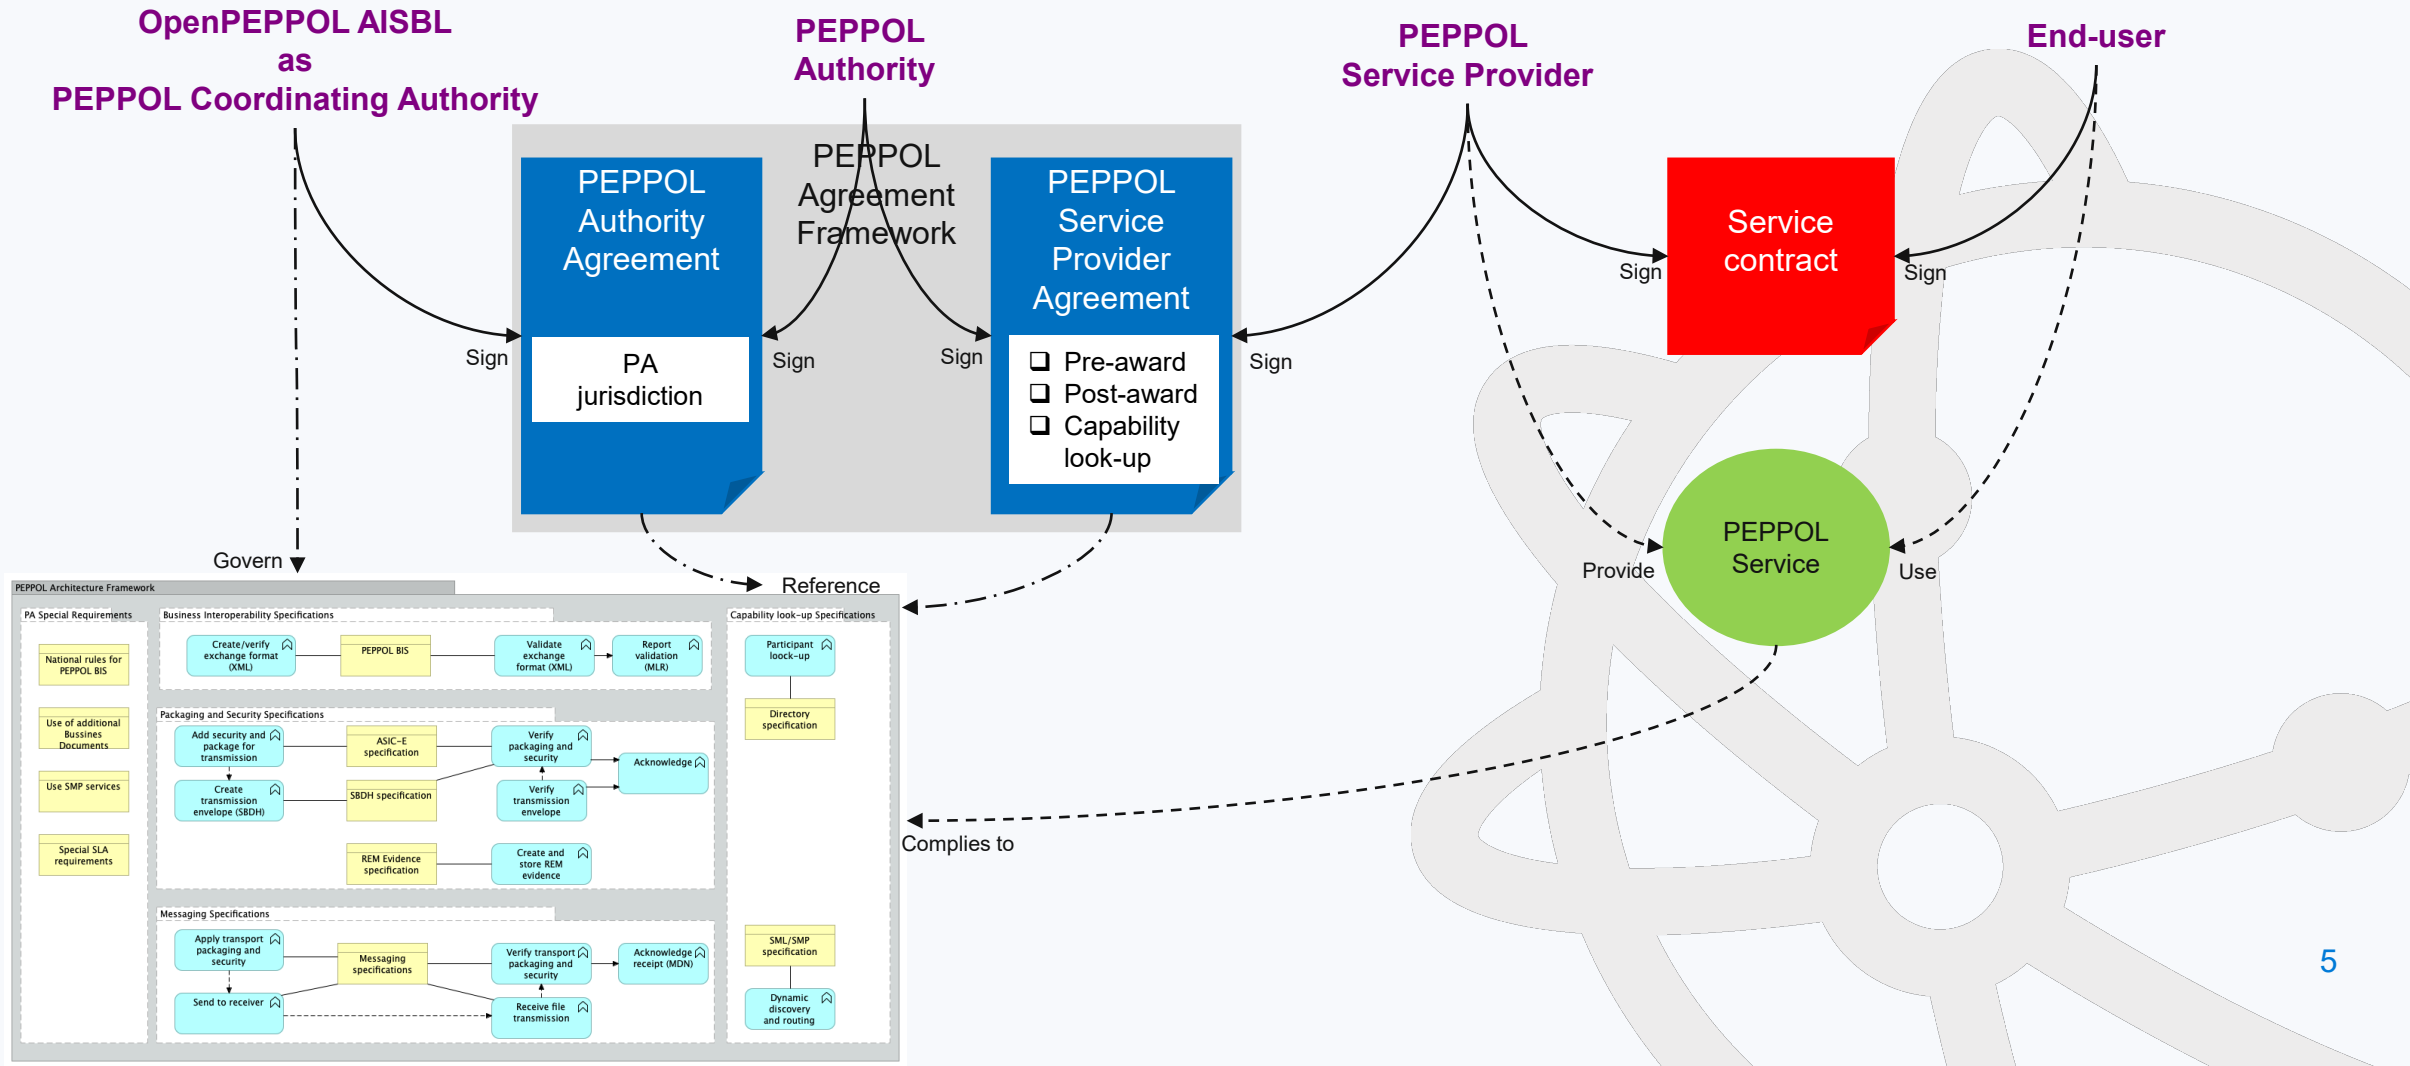 OpenPEPPOL AISBL
as
PEPPOL Coordinating Authority
PEPPOL
Authority
PEPPOL
Service Provider
End-user
PEPPOL
Agreement
Framework
PEPPOL
Authority
Agreement
PA
jurisdiction
PEPPOL
Service
Provider
Agreement
❑ Pre-award
❑ Post-award
❑ Capability
look-up
Service
contract
Sign
Sign
Sign
Sign
Sign
Sign
PEPPOL
Service
Provide
Use
Govern
Reference
Complies to
PEPPOL Architecture Framework
PA Special Requirements
National rules for
PEPPOL BIS
Use of additional
Bussines
Documents
Use SMP services
Special SLA
requirements
Business Interoperability Specifications
Create/verify
exchange format
(XML)
PEPPOL BIS
Validate
exchange
format (XML)
Report
validation
(MLR)
Packaging and Security Specifications
Add security and
package for
transmission
ASIC-E
specification
Verify
packaging and
security
Acknowledge
Create
transmission
envelope (SBDH)
SBDH specification
Verify
transmission
envelope
REM Evidence
specification
Create and
store REM
evidence
Messaging Specifications
Apply transport
packaging and
security
Messaging
specifications
Verify transport
packaging and
security
Acknowledge
receipt (MDN)
Send to receiver
Receive file
transmission
Capability look-up Specifications
Participant
loock-up
Directory
specification
SML/SMP
specification
Dynamic
discovery
and routing
5